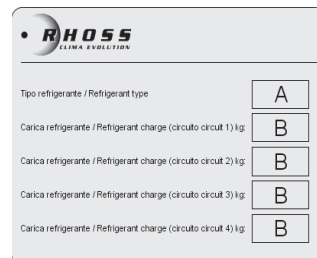 RHOSS
CLIMA EVOLUTION
Tipo refrigerante / Refrigerant type A
Carica refrigerante / Refrigerant charge (circuito circuit 1) kg: B
Carica refrigerante / Refrigerant charge (circuito circuit 2) kg: B
Carica refrigerante / Refrigerant charge (circuito circuit 3) kg: B
Carica refrigerante / Refrigerant charge (circuito circuit 4) kg: B